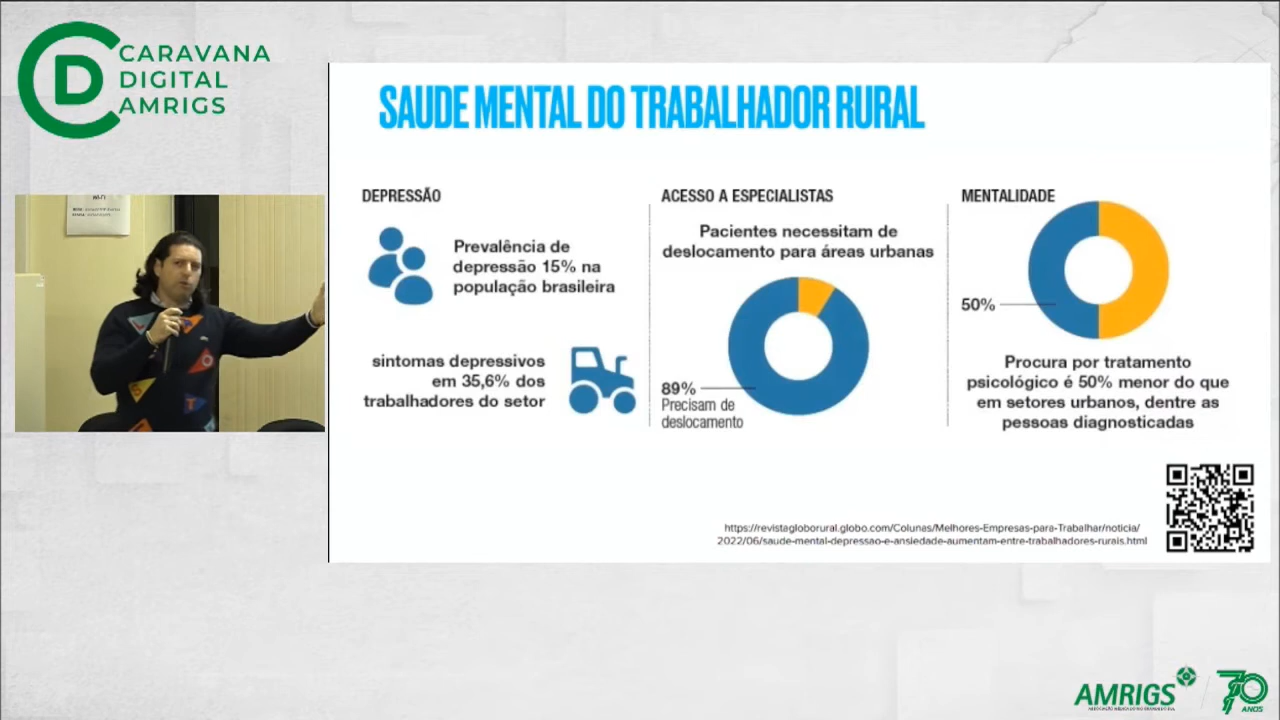 CARAVANA
DIGITAL
AMRIGS
SAUDE MENTAL DO TRABALHADOR RURAL
DEPRESSÃO
Prevalência de
depressão 15% na
população brasileira
sintomas depressivos
em 35,6% dos
trabalhadores do setor
ACESSO A ESPECIALISTAS
Pacientes necessitam de
deslocamento para áreas urbanas
89%
Precisam de
deslocamento
MENTALIDADE
50%
Procura por tratamento
psicológico é 50% menor do que
em setores urbanos, dentre as
pessoas diagnosticadas
https://revistagloborural.globo.com/Colunas/Melhores-Empresas-para-Trabalhar/noticia/
2022/06/saude-mental-depressao-e-ansiedade-aumentam-entre-trabalhadores-rurais.html
AMRIGS
70
ANOS